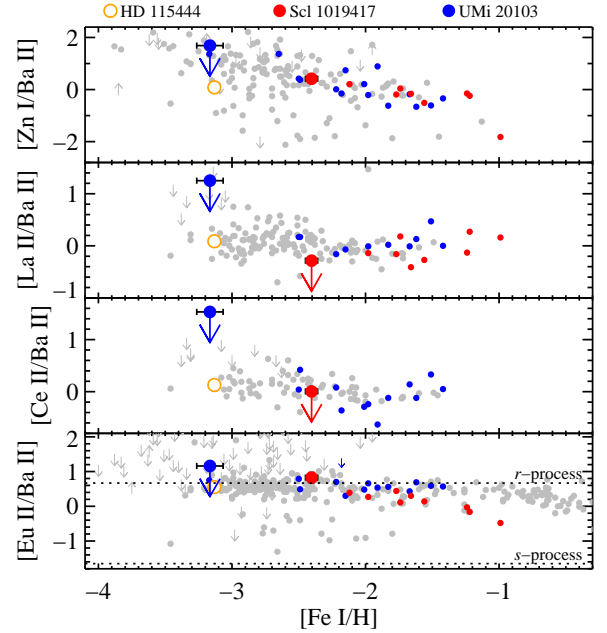 HD 115444 Scl 1019417 UMi 20103
[Zn I/Ba II]
2
0
−2
[La II/Ba II]
1
0
−1
[Ce II/Ba II]
1
0
[Eu II/Ba II]
2
1
0
−1
r−process
s−process
−4 −3 −2 −1
[Fe I/H]